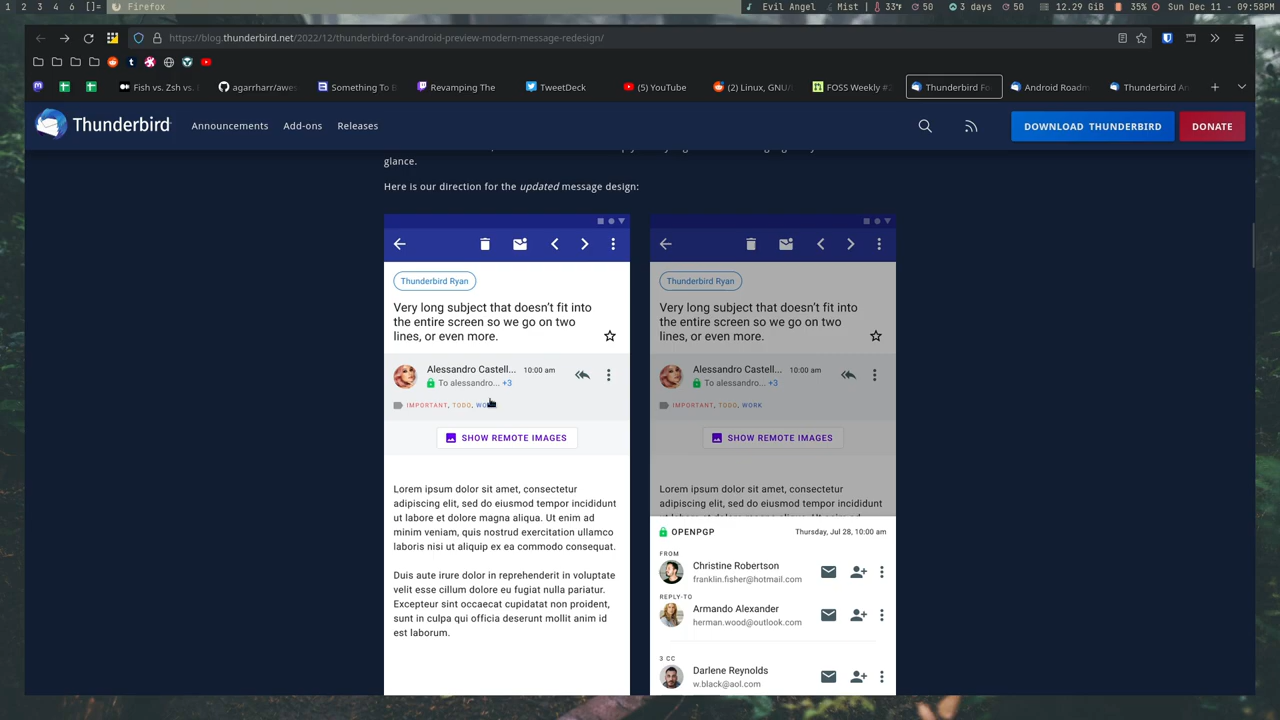 1 2 3 4 6 []= Firefox Evil Angel Mist | 33°F 50 3 days 50 12.29 GiB 35% Sun Dec 11 - 09:58PM
https://blog.thunderbird.net/2022/12/thunderbird-for-android-preview-modern-message-redesign/
Fish vs. Zsh vs. agarrharr/awes Something To B Revamping The TweetDeck (5) YouTube (2) Linux, GNU/ FOSS Weekly #2 Thunderbird Fo Android Roadm Thunderbird An
Thunderbird Announcements Add-ons Releases DOWNLOAD THUNDERBIRD DONATE
glance.
Here is our direction for the updated message design:
Thunderbird Ryan
Very long subject that doesn't fit into
the entire screen so we go on two
lines, or even more.
Alessandro Castell... 10:00 am
To alessandro... +3
IMPORTANT, TODO, WO
SHOW REMOTE IMAGES
Lorem ipsum dolor sit amet, consectetur
adipiscing elit, sed do eiusmod tempor incididunt
ut labore et dolore magna aliqua. Ut enim ad
minim veniam, quis nostrud exercitation ullamco
laboris nisi ut aliquip ex ea commodo consequat.
Duis aute irure dolor in reprehenderit in voluptate
velit esse cillum dolore eu fugiat nulla pariatur.
Excepteur sint occaecat cupidatat non proident,
sunt in culpa qui officia deserunt mollit anim id
est laborum.
Thunderbird Ryan
Very long subject that doesn't fit into
the entire screen so we go on two
lines, or even more.
Alessandro Castell... 10:00 am
To alessandro... +3
IMPORTANT, TODO, WORK
SHOW REMOTE IMAGES
Lorem ipsum dolor sit amet, consectetur
adipiscing elit, sed do eiusmod tempor incididunt
OPENPGP Thursday, Jul 28, 10:00 am
FROM
Christine Robertson
franklin.fisher@hotmail.com
REPLY-TO
Armando Alexander
herman.wood@outlook.com
3 CC
Darlene Reynolds
w.black@aol.com